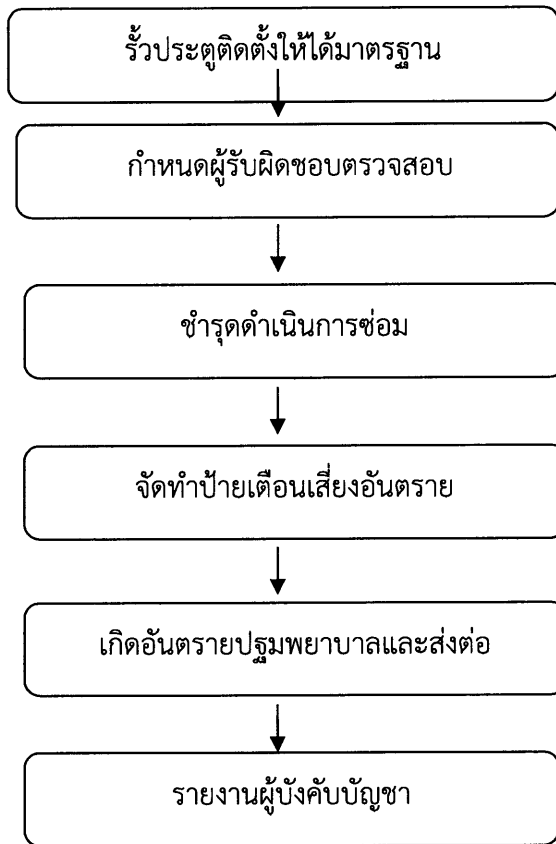 รั้วประตูติดตั้งให้ได้มาตรฐาน
กำหนดผู้รับผิดชอบตรวจสอบ
ชำรุดดำเนินการซ่อม
จัดทำป้ายเตือนเสี่ยงอันตราย
เกิดอันตรายปฐมพยาบาลและส่งต่อ
รายงานผู้บังคับบัญชา